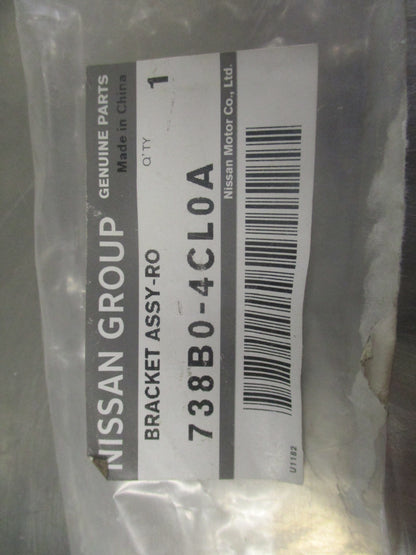 NISSAN GROUP GENUINE PARTS
Made in China
BRACKET ASSY-RO Q'TY 1
738B0-4CL0A
Nissan Motor Co., Ltd.
U1182